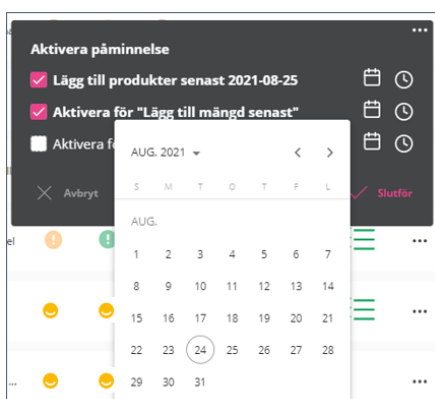 Aktivera påminnelse
Lägg till produkter senast 2021-08-25
Aktivera för "Lägg till mängd senast"
Aktivera fö
AUG. 2021
S M T O T F L
Avbryt
Slutför
AUG.
1 2 3 4 5 6 7
8 9 10 11 12 13 14
15 16 17 18 19 20 21
22 23 24 25 26 27 28
29 30 31